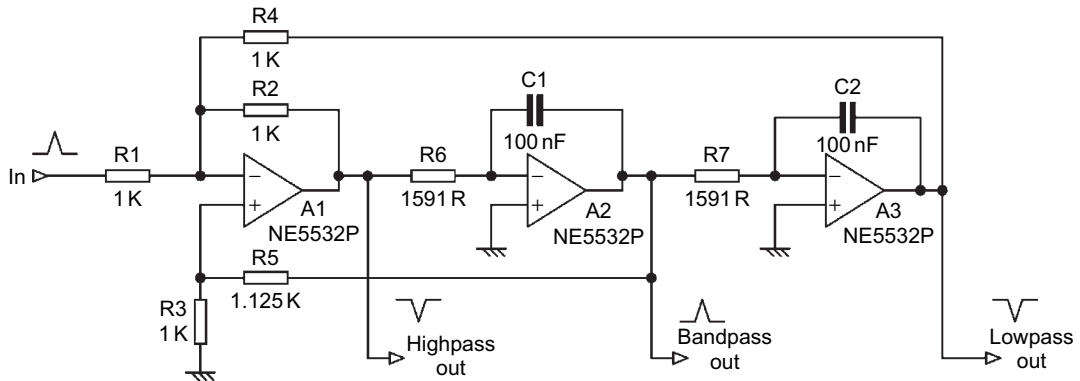 R4
1K
R2
1K
C1
100nF
C2
100nF
In
R1
1K
−
+
A1
NE5532P
R6
1591R
−
+
A2
NE5532P
R7
1591R
−
+
A3
NE5532P
R5
1.125K
R3
1K
Highpass
out
Bandpass
out
Lowpass
out